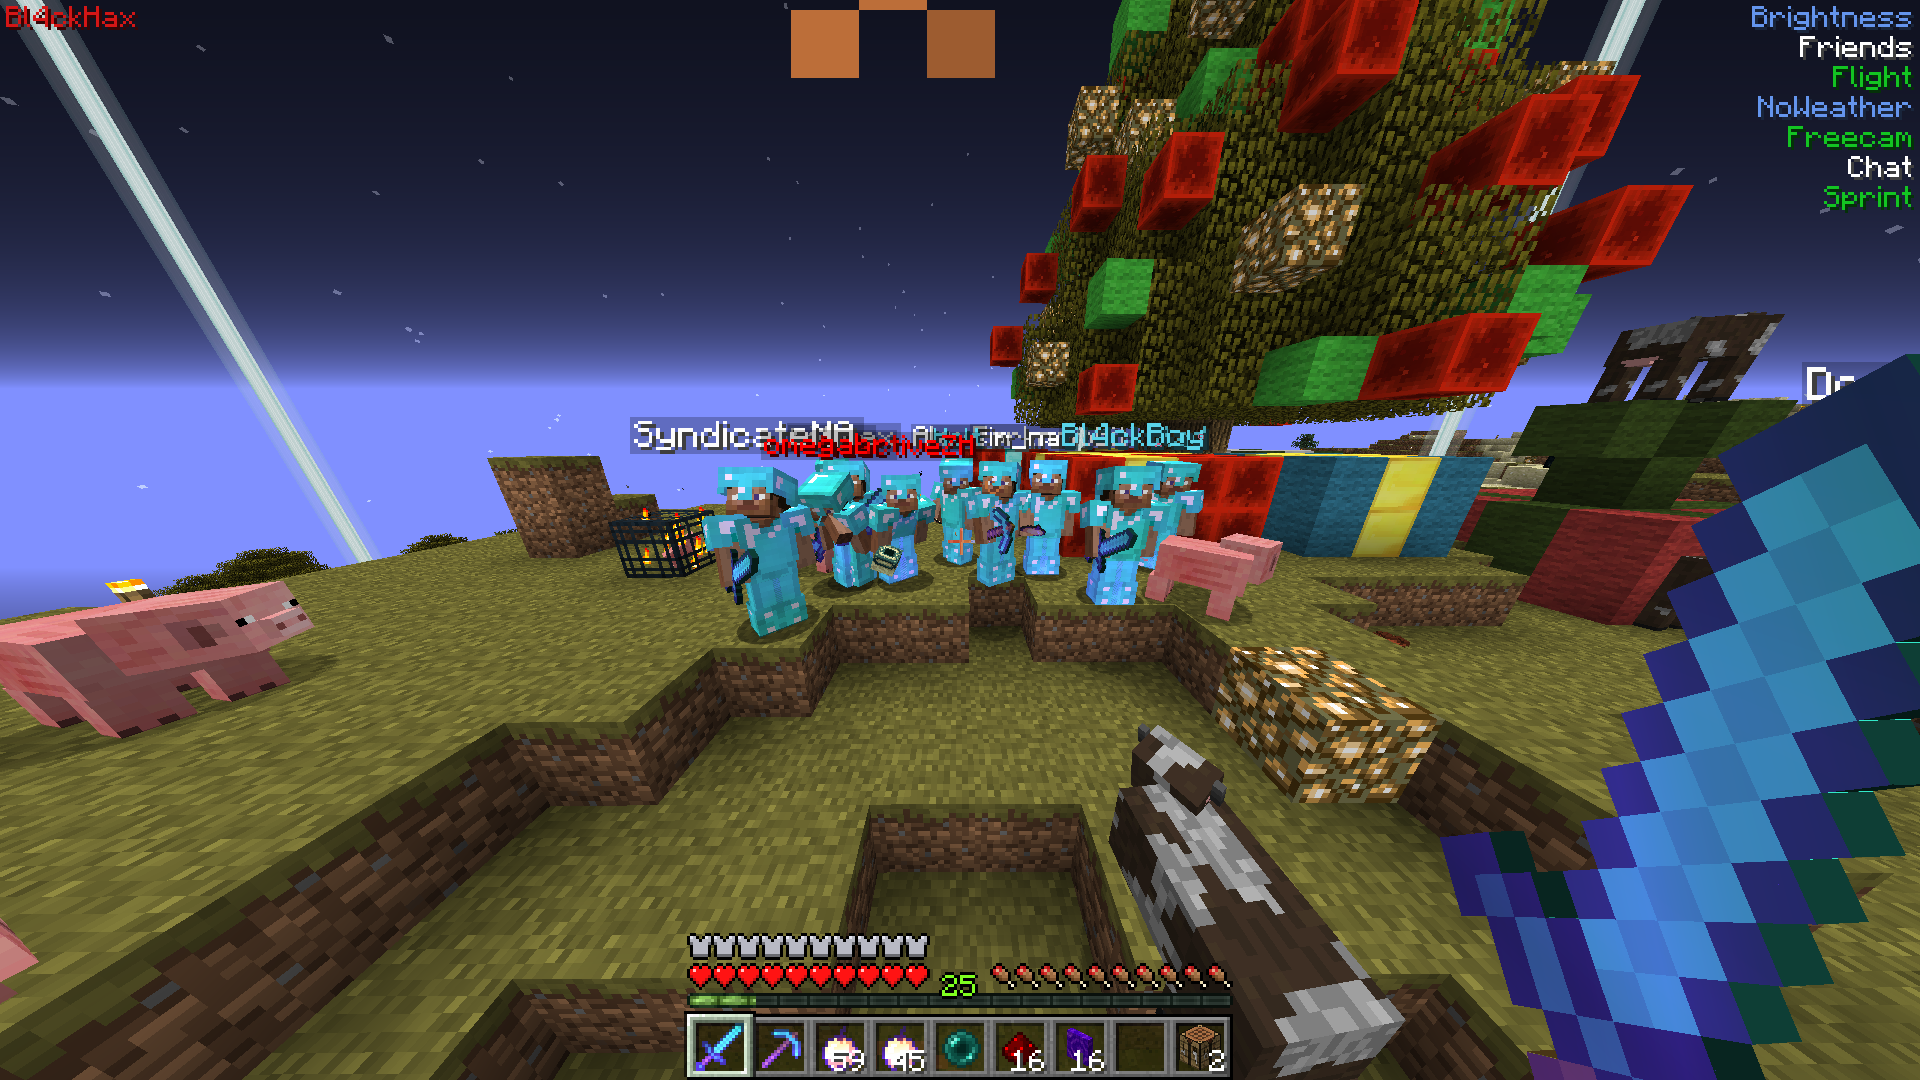 Bl4ckHax
Brightness
Friends
Flight
NoWeather
Freecam
Chat
Sprint
SyndicateNA
Bl4ckBoy
25
59
45
16
16
2